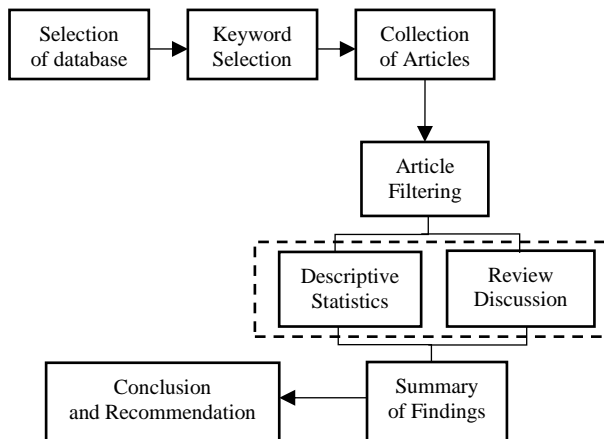 Selection
of database
Keyword
Selection
Collection
of Articles
Article
Filtering
Descriptive
Statistics
Review
Discussion
Conclusion
and Recommendation
Summary
of Findings